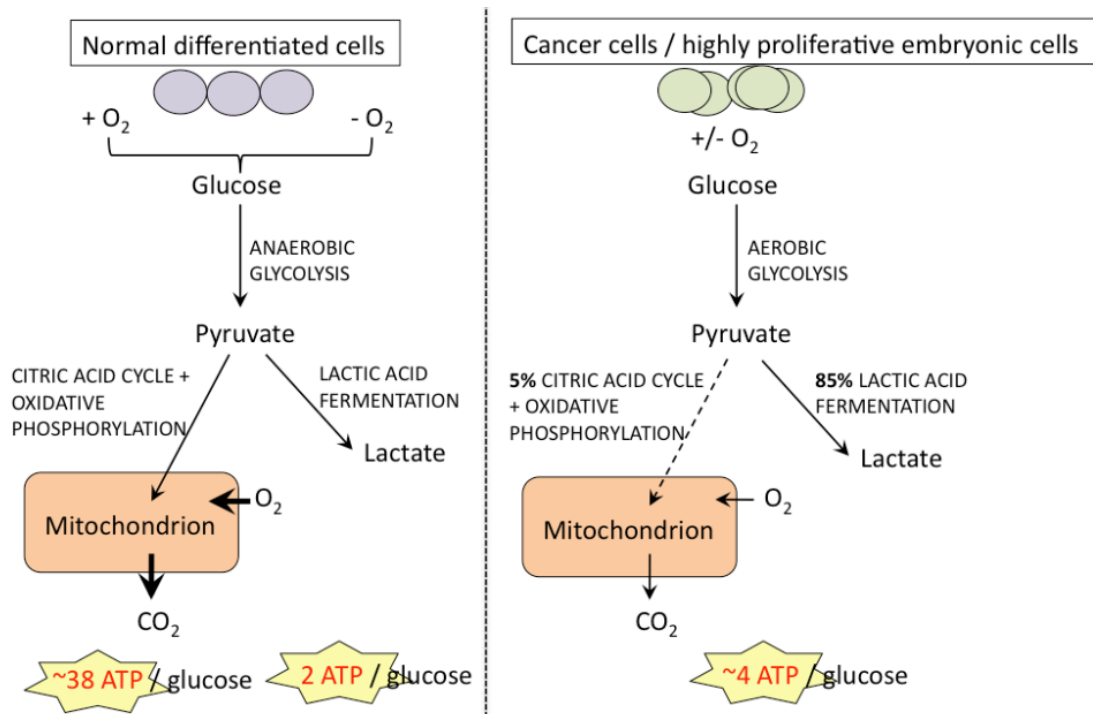 Normal differentiated cells
+ O₂
- O₂
Glucose
ANAEROBIC
GLYCOLYSIS
Pyruvate
CITRIC ACID CYCLE +
OXIDATIVE
PHOSPHORYLATION
LACTIC ACID
FERMENTATION
Lactate
O₂
Mitochondrion
CO₂
~38 ATP / glucose
2 ATP / glucose
Cancer cells / highly proliferative embryonic cells
+/- O₂
Glucose
AEROBIC
GLYCOLYSIS
Pyruvate
5% CITRIC ACID CYCLE
+ OXIDATIVE
PHOSPHORYLATION
85% LACTIC ACID
FERMENTATION
Lactate
O₂
Mitochondrion
CO₂
~4 ATP / glucose